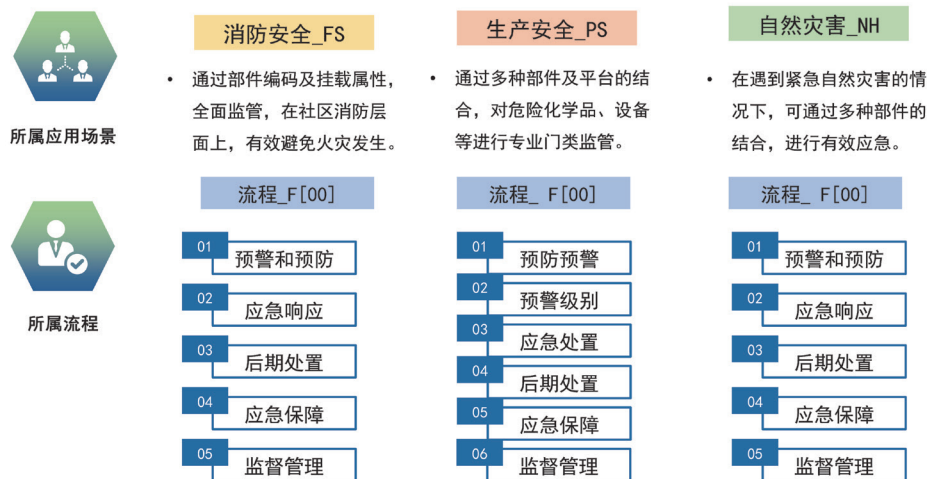 所属应用场景
消防安全_FS
• 通过部件编码及挂载属性，
全面监管，在社区消防层
面上，有效避免火灾发生。
生产安全_PS
• 通过多种部件及平台的结
合，对危险化学品、设备
等进行专业门类监管。
自然灾害_NH
• 在遇到紧急自然灾害的情
况下，可通过多种部件的
结合，进行有效应急。
所属流程
流程_F[00]
01 预警和预防
02 应急响应
03 后期处置
04 应急保障
05 监督管理
流程_ F[00]
01 预防预警
02 预警级别
03 应急处置
04 后期处置
05 应急保障
06 监督管理
流程_ F[00]
01 预警和预防
02 应急响应
03 后期处置
04 应急保障
05 监督管理